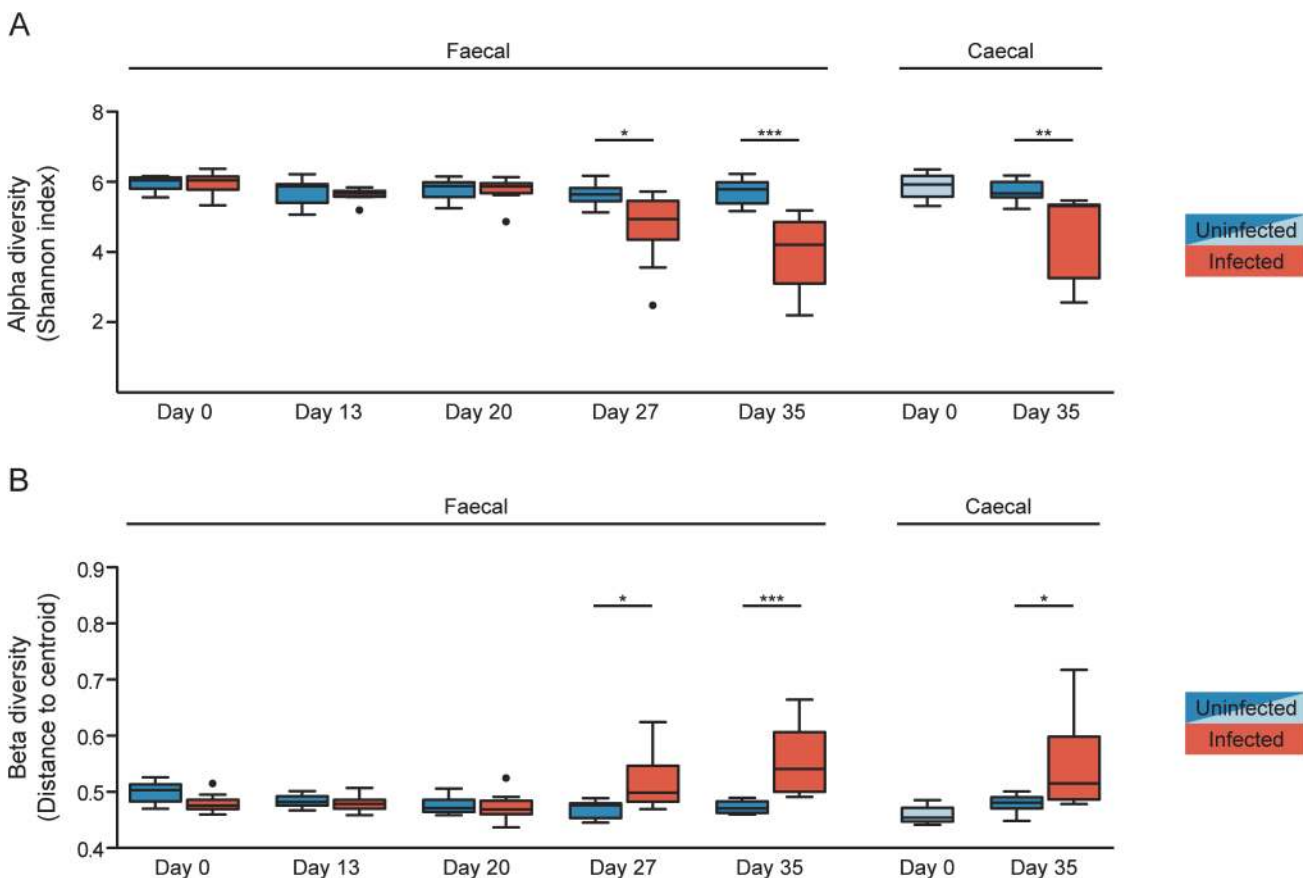 A
Faecal
Caecal
Alpha diversity
(Shannon index)
8
6
4
2
*
***
**
Day 0
Day 13
Day 20
Day 27
Day 35
Day 0
Day 35
Uninfected
Infected
B
Faecal
Caecal
Beta diversity
(Distance to centroid)
0.9
0.8
0.7
0.6
0.5
0.4
*
***
*
Day 0
Day 13
Day 20
Day 27
Day 35
Day 0
Day 35
Uninfected
Infected